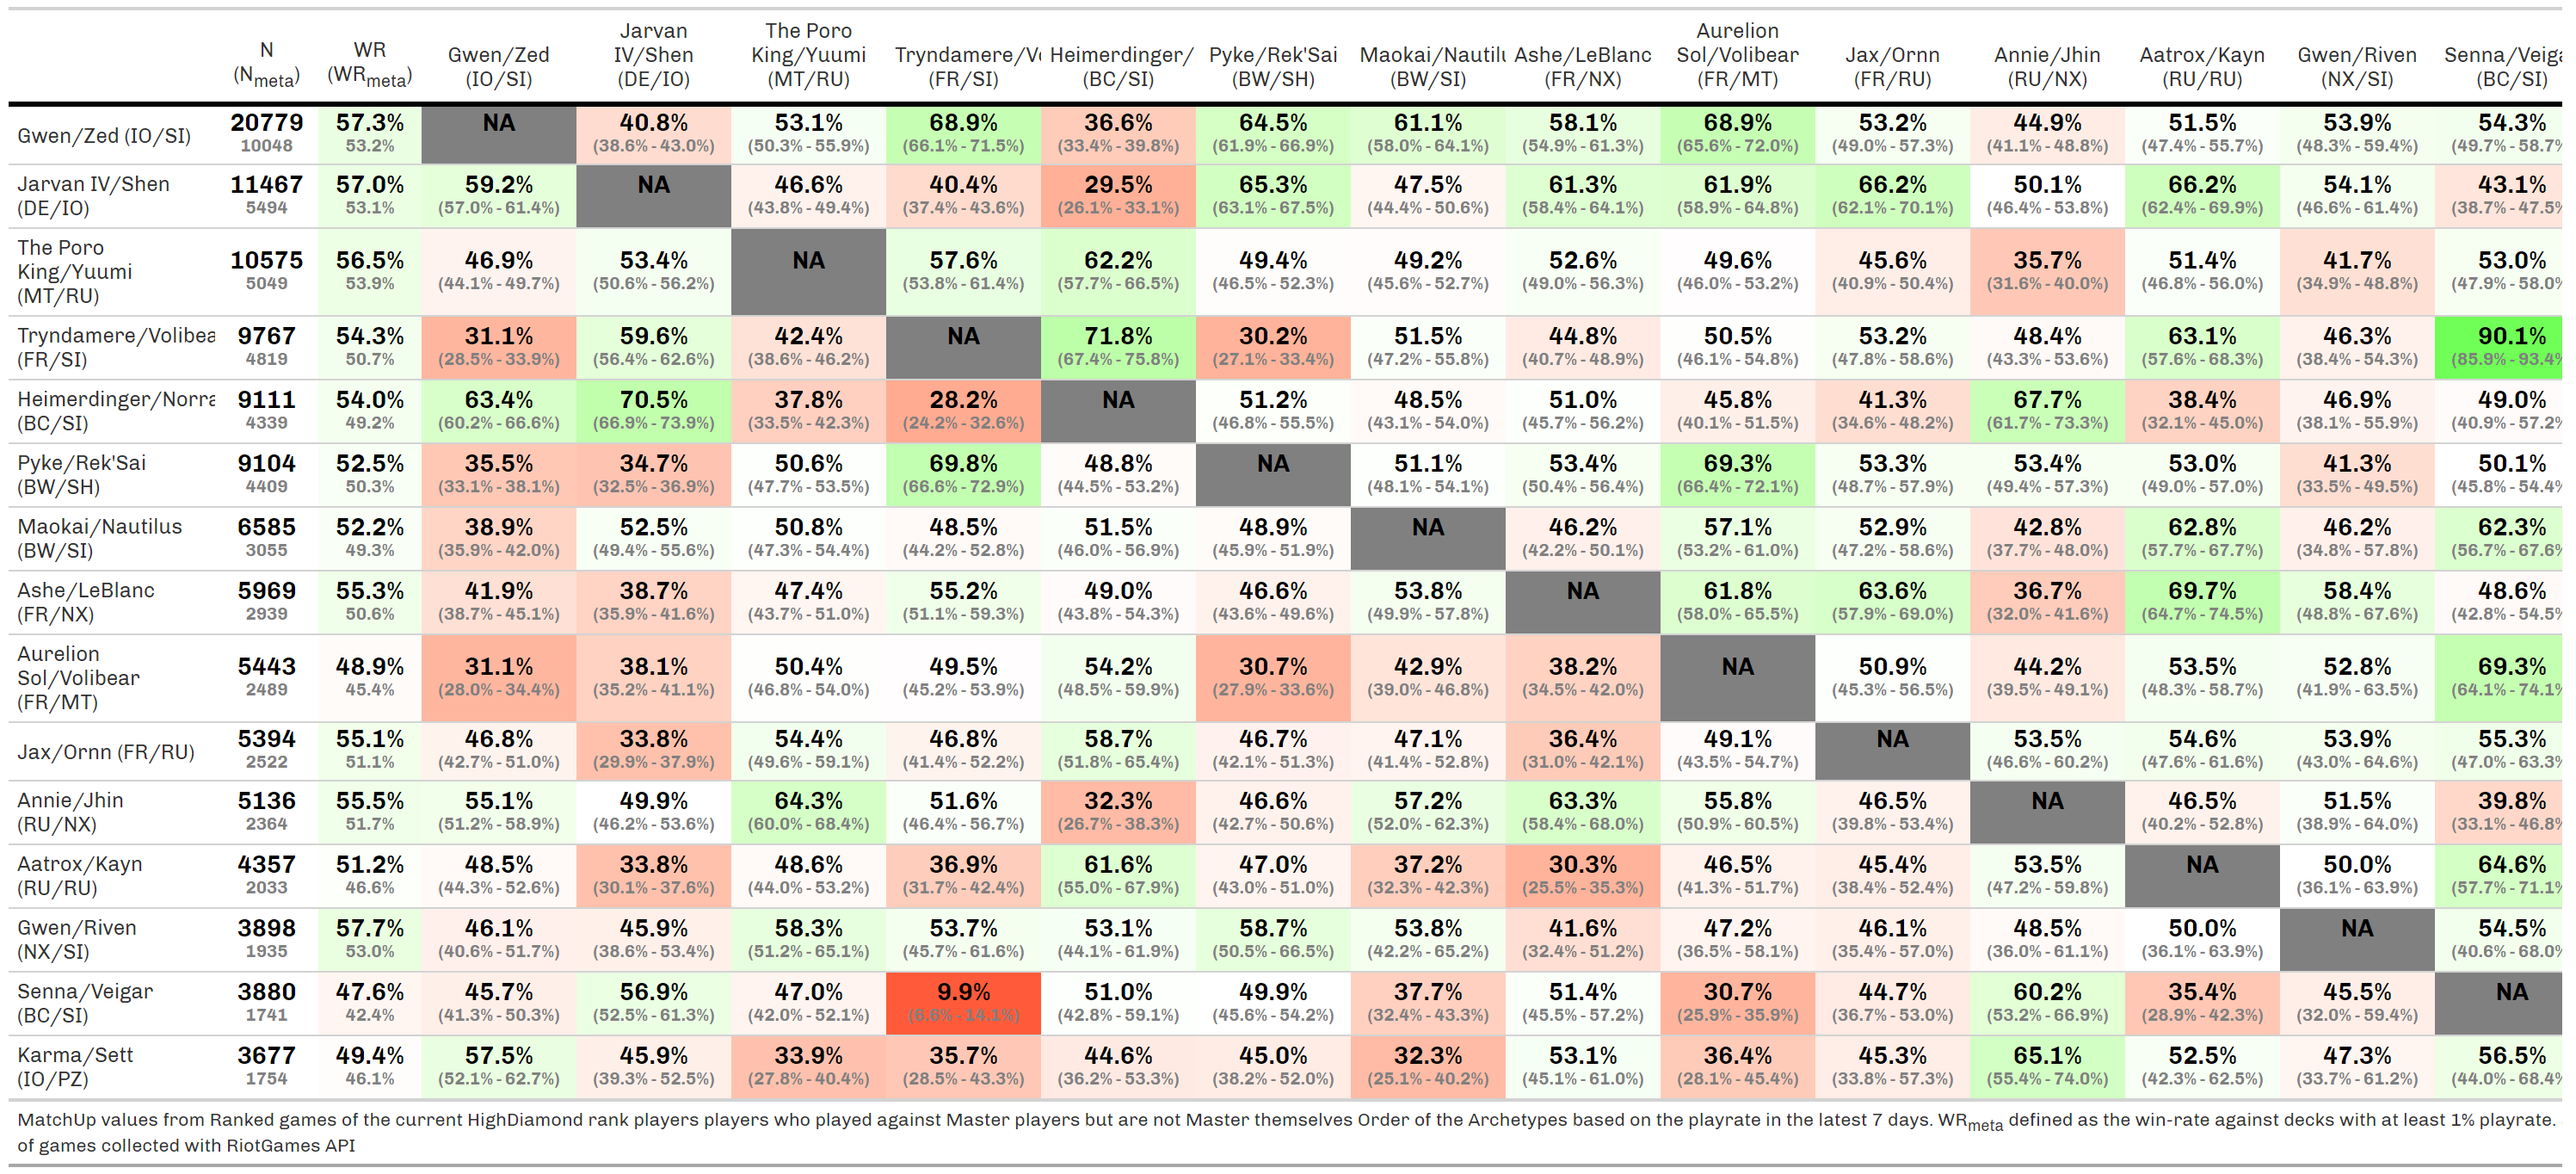 N (N_meta) WR (WR_meta) Gwen/Zed (IO/SI) Jarvan IV/Shen (DE/IO) The Poro King/Yuumi (MT/RU) Tryndamere/Vo (FR/SI) Heimerdinger/ (BC/SI) Pyke/Rek'Sai (BW/SH) Maokai/Nautilu (BW/SI) Ashe/LeBlanc (FR/NX) Aurelion Sol/Volibear (FR/MT) Jax/Ornn (FR/RU) Annie/Jhin (RU/NX) Aatrox/Kayn (RU/RU) Gwen/Riven (NX/SI) Senna/Veiga (BC/SI)
Gwen/Zed (IO/SI) 20779 57.3% NA 40.8% 53.1% 68.9% 36.6% 64.5% 61.1% 58.1% 68.9% 53.2% 44.9% 51.5% 53.9% 54.3%
10048 53.2% (38.6% - 43.0%) (50.3% - 55.9%) (66.1% - 71.5%) (33.4% - 39.8%) (61.9% - 66.9%) (58.0% - 64.1%) (54.9% - 61.3%) (65.6% - 72.0%) (49.0% - 57.3%) (41.1% - 48.8%) (47.4% - 55.7%) (48.3% - 59.4%) (49.7% - 58.7%
Jarvan IV/Shen (DE/IO) 11467 57.0% 59.2% NA 46.6% 40.4% 29.5% 65.3% 47.5% 61.3% 61.9% 66.2% 50.1% 66.2% 54.1% 43.1%
5494 53.1% (57.0% - 61.4%) (43.8% - 49.4%) (37.4% - 43.6%) (26.1% - 33.1%) (63.1% - 67.5%) (44.4% - 50.6%) (58.4% - 64.1%) (58.9% - 64.8%) (62.1% - 70.1%) (46.4% - 53.8%) (62.4% - 69.9%) (46.6% - 61.4%) (38.7% - 47.5%
The Poro King/Yuumi (MT/RU) 10575 56.5% 46.9% 53.4% NA 57.6% 62.2% 49.4% 49.2% 52.6% 49.6% 45.6% 35.7% 51.4% 41.7% 53.0%
5049 53.9% (44.1% - 49.7%) (50.6% - 56.2%) (53.8% - 61.4%) (57.7% - 66.5%) (46.5% - 52.3%) (45.6% - 52.7%) (49.0% - 56.3%) (46.0% - 53.2%) (40.9% - 50.4%) (31.6% - 40.0%) (46.8% - 56.0%) (34.9% - 48.8%) (47.9% - 58.0%
Tryndamere/Volibea (FR/SI) 9767 54.3% 31.1% 59.6% 42.4% NA 71.8% 30.2% 51.5% 44.8% 50.5% 53.2% 48.4% 63.1% 46.3% 90.1%
4819 50.7% (28.5% - 33.9%) (56.4% - 62.6%) (38.6% - 46.2%) (67.4% - 75.8%) (27.1% - 33.4%) (47.2% - 55.8%) (40.7% - 48.9%) (46.1% - 54.8%) (47.8% - 58.6%) (43.3% - 53.6%) (57.6% - 68.3%) (38.4% - 54.3%) (85.9% - 93.4%
Heimerdinger/Norra (BC/SI) 9111 54.0% 63.4% 70.5% 37.8% 28.2% NA 51.2% 48.5% 51.0% 45.8% 41.3% 67.7% 38.4% 46.9% 49.0%
4339 49.2% (60.2% - 66.6%) (66.9% - 73.9%) (33.5% - 42.3%) (24.2% - 32.6%) (46.8% - 55.5%) (43.1% - 54.0%) (45.7% - 56.2%) (40.1% - 51.5%) (34.6% - 48.2%) (61.7% - 73.3%) (32.1% - 45.0%) (38.1% - 55.9%) (40.9% - 57.2%
Pyke/Rek'Sai (BW/SH) 9104 52.5% 35.5% 34.7% 50.6% 69.8% 48.8% NA 51.1% 53.4% 69.3% 53.3% 53.4% 53.0% 41.3% 50.1%
4409 50.3% (33.1% - 38.1%) (32.5% - 36.9%) (47.7% - 53.5%) (66.6% - 72.9%) (44.5% - 53.2%) (48.1% - 54.1%) (50.4% - 56.4%) (66.4% - 72.1%) (48.7% - 57.9%) (49.4% - 57.3%) (49.0% - 57.0%) (33.5% - 49.5%) (45.8% - 54.4%
Maokai/Nautilus (BW/SI) 6585 52.2% 38.9% 52.5% 50.8% 48.5% 51.5% 48.9% NA 46.2% 57.1% 52.9% 42.8% 62.8% 46.2% 62.3%
3055 49.3% (35.9% - 42.0%) (49.4% - 55.6%) (47.3% - 54.4%) (44.2% - 52.8%) (46.0% - 56.9%) (45.9% - 51.9%) (42.2% - 50.1%) (53.2% - 61.0%) (47.2% - 58.6%) (37.7% - 48.0%) (57.7% - 67.7%) (34.8% - 57.8%) (56.7% - 67.6%
Ashe/LeBlanc (FR/NX) 5969 55.3% 41.9% 38.7% 47.4% 55.2% 49.0% 46.6% 53.8% NA 61.8% 63.6% 36.7% 69.7% 58.4% 48.6%
2939 50.6% (38.7% - 45.1%) (35.9% - 41.6%) (43.7% - 51.0%) (51.1% - 59.3%) (43.8% - 54.3%) (43.6% - 49.6%) (49.9% - 57.8%) (58.0% - 65.5%) (57.9% - 69.0%) (32.0% - 41.6%) (64.7% - 74.5%) (48.8% - 67.6%) (42.8% - 54.5%
Aurelion Sol/Volibear (FR/MT) 5443 48.9% 31.1% 38.1% 50.4% 49.5% 54.2% 30.7% 42.9% 38.2% NA 50.9% 44.2% 53.5% 52.8% 69.3%
2489 45.4% (28.0% - 34.4%) (35.2% - 41.1%) (46.8% - 54.0%) (45.2% - 53.9%) (48.5% - 59.9%) (27.9% - 33.6%) (39.0% - 46.8%) (34.5% - 42.0%) (45.3% - 56.5%) (39.5% - 49.1%) (48.3% - 58.7%) (41.9% - 63.5%) (64.1% - 74.1%
Jax/Ornn (FR/RU) 5394 55.1% 46.8% 33.8% 54.4% 46.8% 58.7% 46.7% 47.1% 36.4% 49.1% NA 53.5% 54.6% 53.9% 55.3%
2522 51.1% (42.7% - 51.0%) (29.9% - 37.9%) (49.6% - 59.1%) (41.4% - 52.2%) (51.8% - 65.4%) (42.1% - 51.3%) (41.4% - 52.8%) (31.0% - 42.1%) (43.5% - 54.7%) (46.6% - 60.2%) (47.6% - 61.6%) (43.0% - 64.6%) (47.0% - 63.3%
Annie/Jhin (RU/NX) 5136 55.5% 55.1% 49.9% 64.3% 51.6% 32.3% 46.6% 57.2% 63.3% 55.8% 46.5% NA 46.5% 51.5% 39.8%
2364 51.7% (51.2% - 58.9%) (46.2% - 53.6%) (60.0% - 68.4%) (46.4% - 56.7%) (26.7% - 38.3%) (42.7% - 50.6%) (52.0% - 62.3%) (58.4% - 68.0%) (50.9% - 60.5%) (39.8% - 53.4%) (40.2% - 52.8%) (38.9% - 64.0%) (33.1% - 46.8%
Aatrox/Kayn (RU/RU) 4357 51.2% 48.5% 33.8% 48.6% 36.9% 61.6% 47.0% 37.2% 30.3% 46.5% 45.4% 53.5% NA 50.0% 64.6%
2033 46.6% (44.3% - 52.6%) (30.1% - 37.6%) (44.0% - 53.2%) (31.7% - 42.4%) (55.0% - 67.9%) (43.0% - 51.0%) (32.3% - 42.3%) (25.5% - 35.3%) (41.3% - 51.7%) (38.4% - 52.4%) (47.2% - 59.8%) (36.1% - 63.9%) (57.7% - 71.1%
Gwen/Riven (NX/SI) 3898 57.7% 46.1% 45.9% 58.3% 53.7% 53.1% 58.7% 53.8% 41.6% 47.2% 46.1% 48.5% 50.0% NA 54.5%
1935 53.0% (40.6% - 51.7%) (38.6% - 53.4%) (51.2% - 65.1%) (45.7% - 61.6%) (44.1% - 61.9%) (50.5% - 66.5%) (42.2% - 65.2%) (32.4% - 51.2%) (36.5% - 58.1%) (35.4% - 57.0%) (36.0% - 61.1%) (36.1% - 63.9%) (40.6% - 68.0%
Senna/Veigar (BC/SI) 3880 47.6% 45.7% 56.9% 47.0% 9.9% 51.0% 49.9% 37.7% 51.4% 30.7% 44.7% 60.2% 35.4% 45.5% NA
1741 42.4% (41.3% - 50.3%) (52.5% - 61.3%) (42.0% - 52.1%) (6.6% - 14.1%) (42.8% - 59.1%) (45.6% - 54.2%) (32.4% - 43.3%) (45.5% - 57.2%) (25.9% - 35.9%) (36.7% - 53.0%) (53.2% - 66.9%) (28.9% - 42.3%) (32.0% - 59.4%)
Karma/Sett (IO/PZ) 3677 49.4% 57.5% 45.9% 33.9% 35.7% 44.6% 45.0% 32.3% 53.1% 36.4% 45.3% 65.1% 52.5% 47.3% 56.5%
1754 46.1% (52.1% - 62.7%) (39.3% - 52.5%) (27.8% - 40.4%) (28.5% - 43.3%) (36.2% - 53.3%) (38.2% - 52.0%) (25.1% - 40.2%) (45.1% - 61.0%) (28.1% - 45.4%) (33.8% - 57.3%) (55.4% - 74.0%) (42.3% - 62.5%) (33.7% - 61.2%) (44.0% - 68.4%
MatchUp values from Ranked games of the current HighDiamond rank players players who played against Master players but are not Master themselves Order of the Archetypes based on the playrate in the latest 7 days. WR_meta defined as the win-rate against decks with at least 1% playrate.
of games collected with RiotGames API